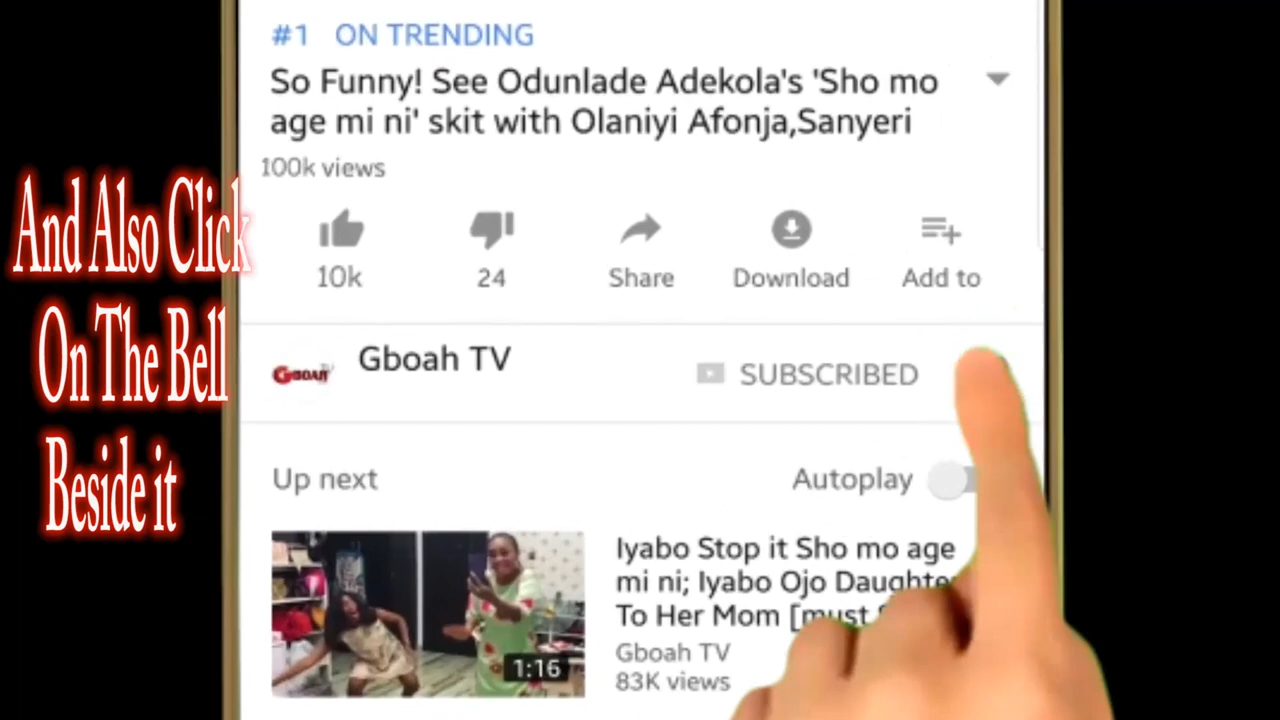 #1 ON TRENDING
So Funny! See Odunlade Adekola's 'Sho mo
age mi ni' skit with Olaniyi Afonja,Sanyeri
100k views
10k
24
Share
Download
Add to
And Also Click
On The Bell
Beside it
GBOAH TV
Gboah TV
SUBSCRIBED
Up next
Autoplay
1:16
Iyabo Stop it Sho mo age
mi ni; Iyabo Ojo Daughter
To Her Mom [must
Gboah TV
83K views